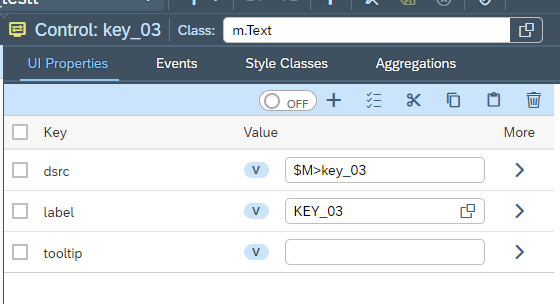 Control: key_03 Class: m.Text
UI Properties Events Style Classes Aggregations
OFF
Key Value More
dsrc V $M>key_03
label V KEY_03
tooltip V